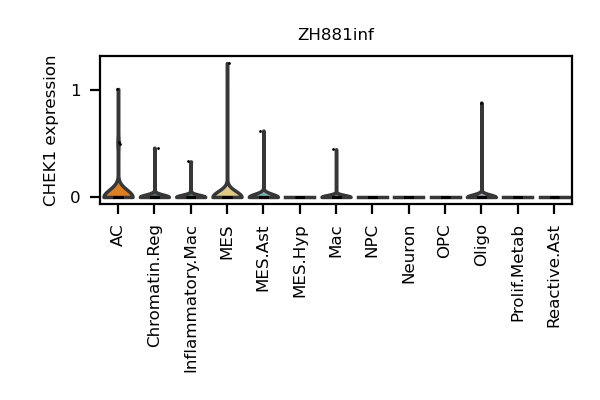 ZH881inf
CHEK1 expression
1
0
AC
Chromatin.Reg
Inflammatory.Mac
MES
MES.Ast
MES.Hyp
Mac
NPC
Neuron
OPC
Oligo
Prolif.Metab
Reactive.Ast